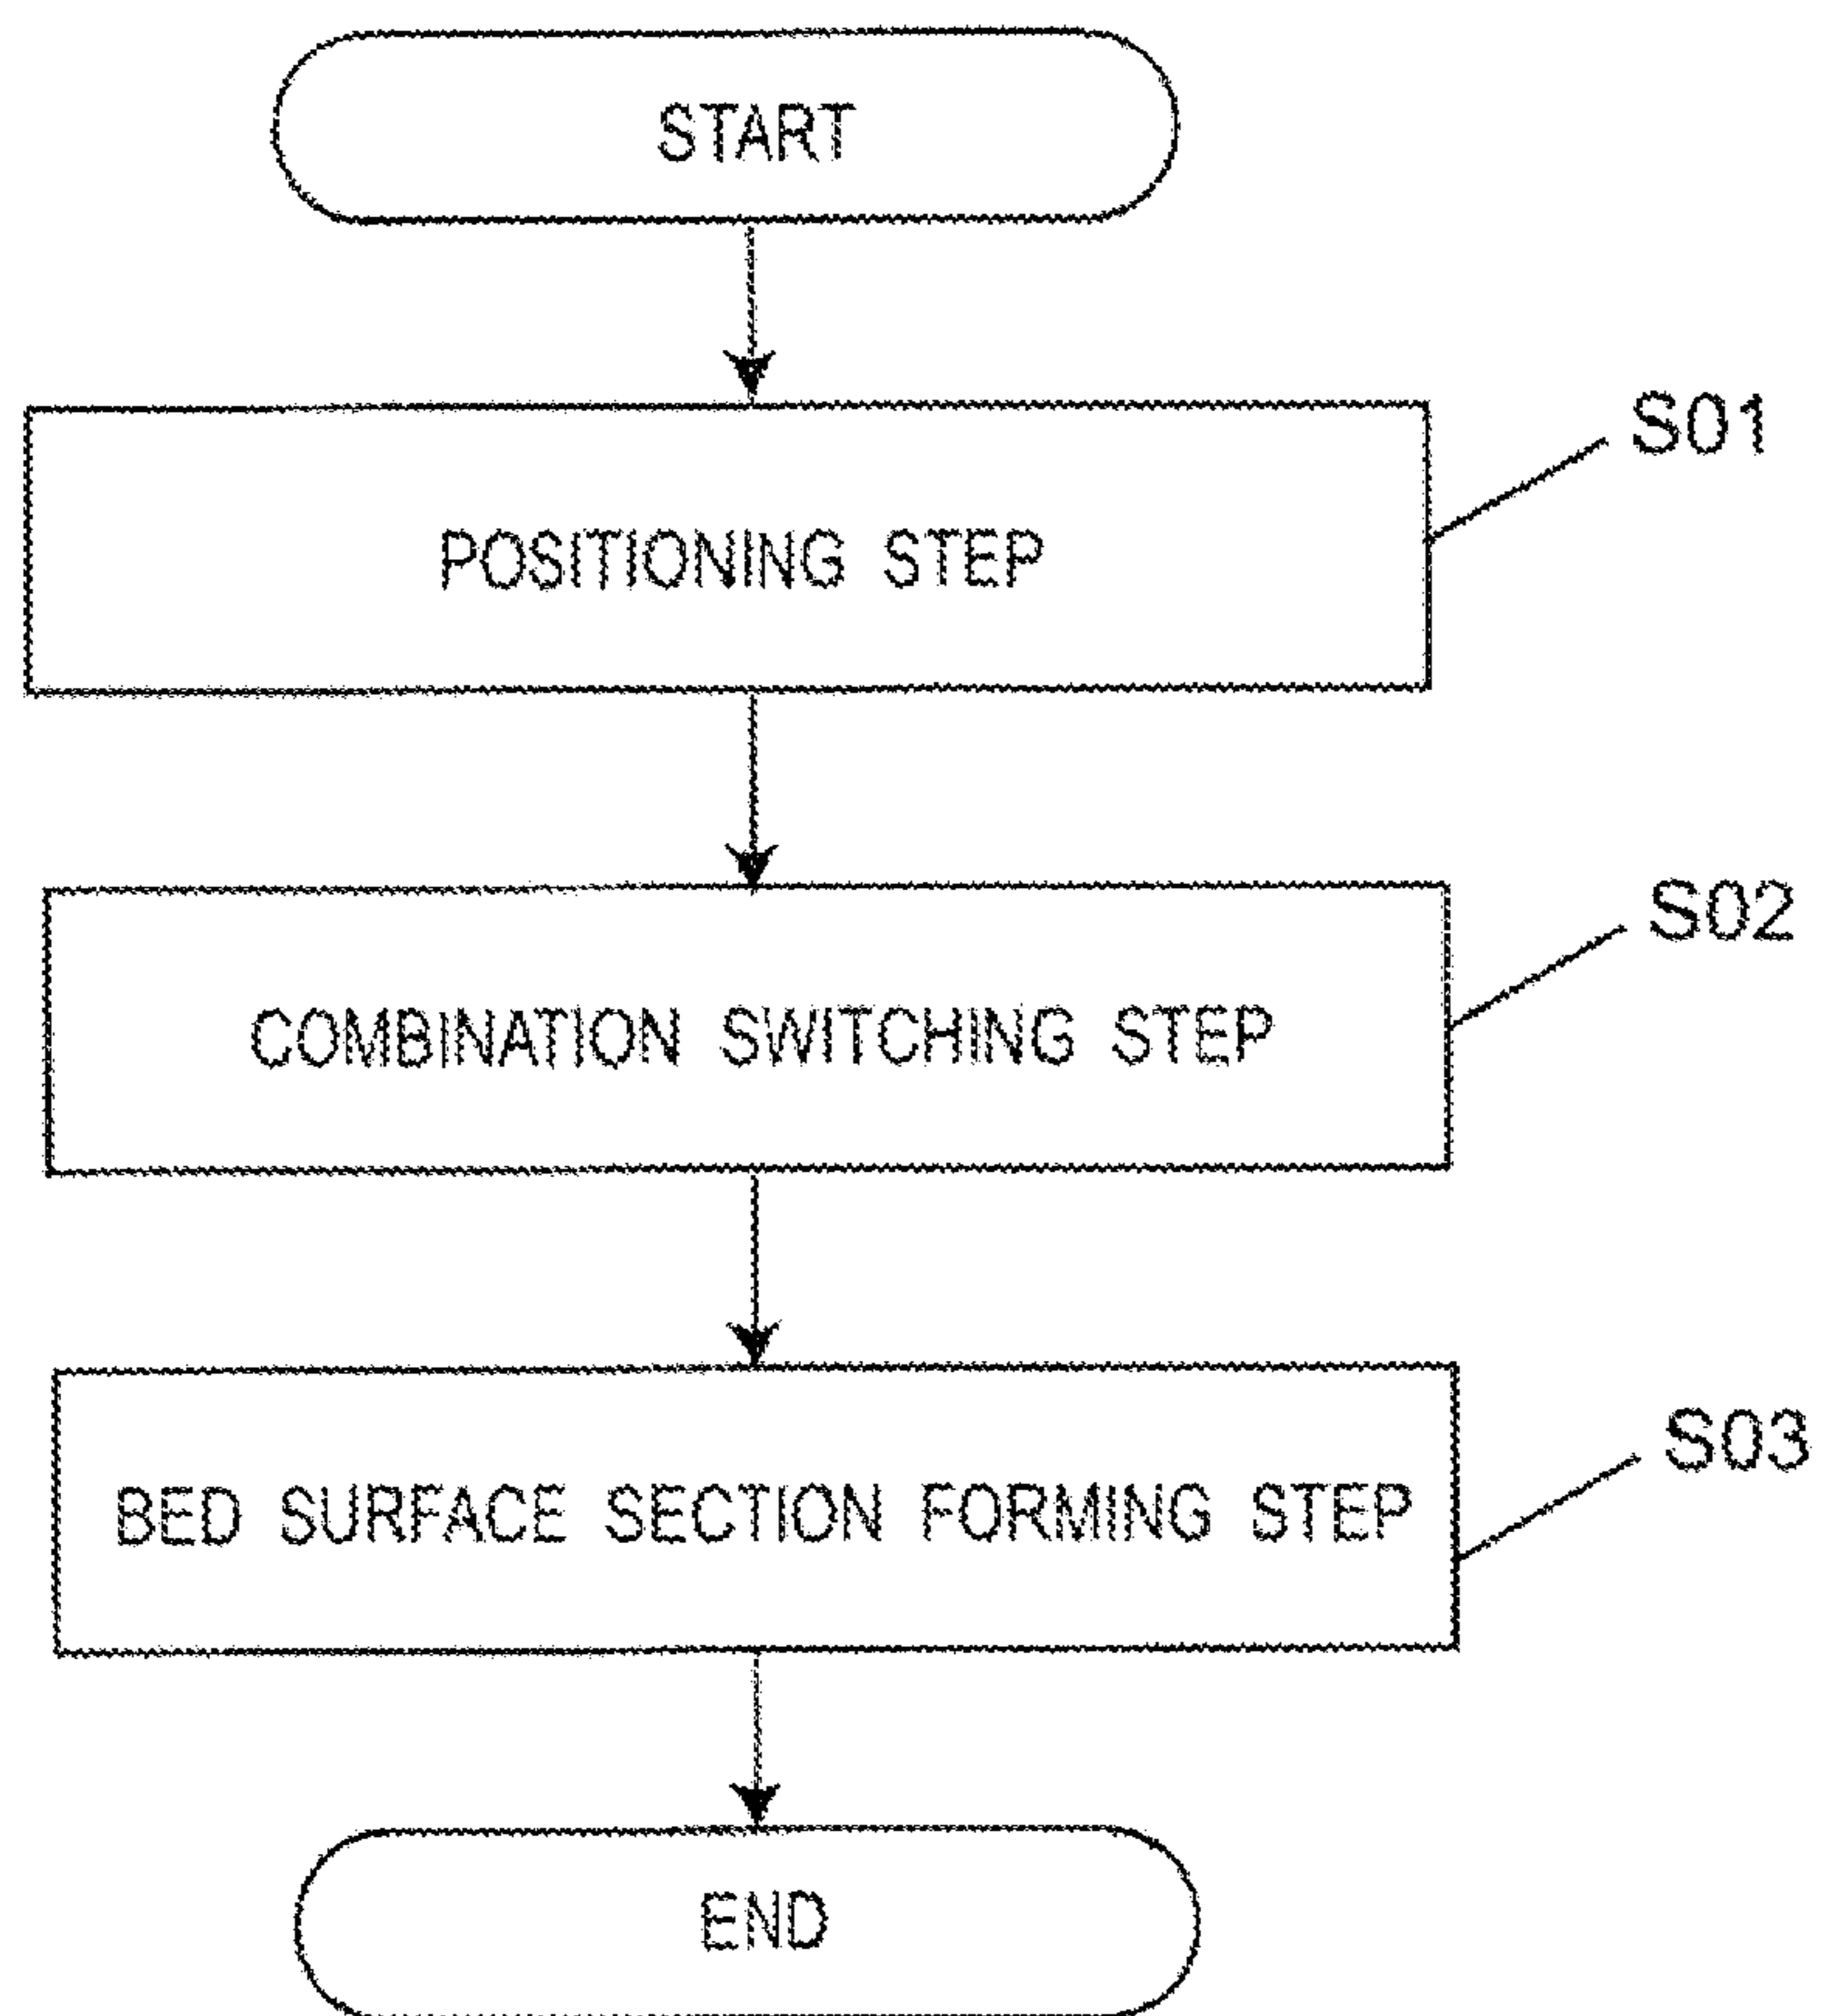 START
S01
POSITIONING STEP
S02
COMBINATION SWITCHING STEP
S03
BED SURFACE SECTION FORMING STEP
END